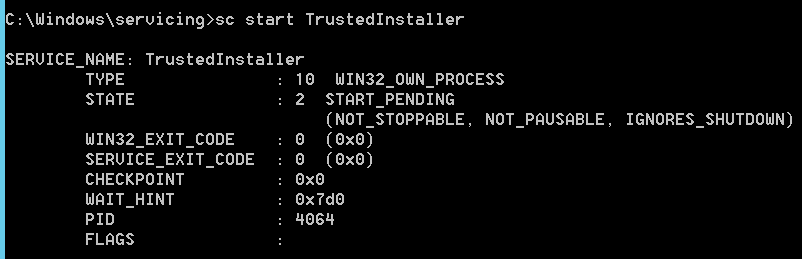 C:\Windows\servicing>sc start TrustedInstaller
SERVICE_NAME: TrustedInstaller
TYPE : 10 WIN32_OWN_PROCESS
STATE : 2 START_PENDING
(NOT_STOPPABLE, NOT_PAUSABLE, IGNORES_SHUTDOWN)
WIN32_EXIT_CODE : 0 (0x0)
SERVICE_EXIT_CODE : 0 (0x0)
CHECKPOINT : 0x0
WAIT_HINT : 0x7d0
PID : 4064
FLAGS :